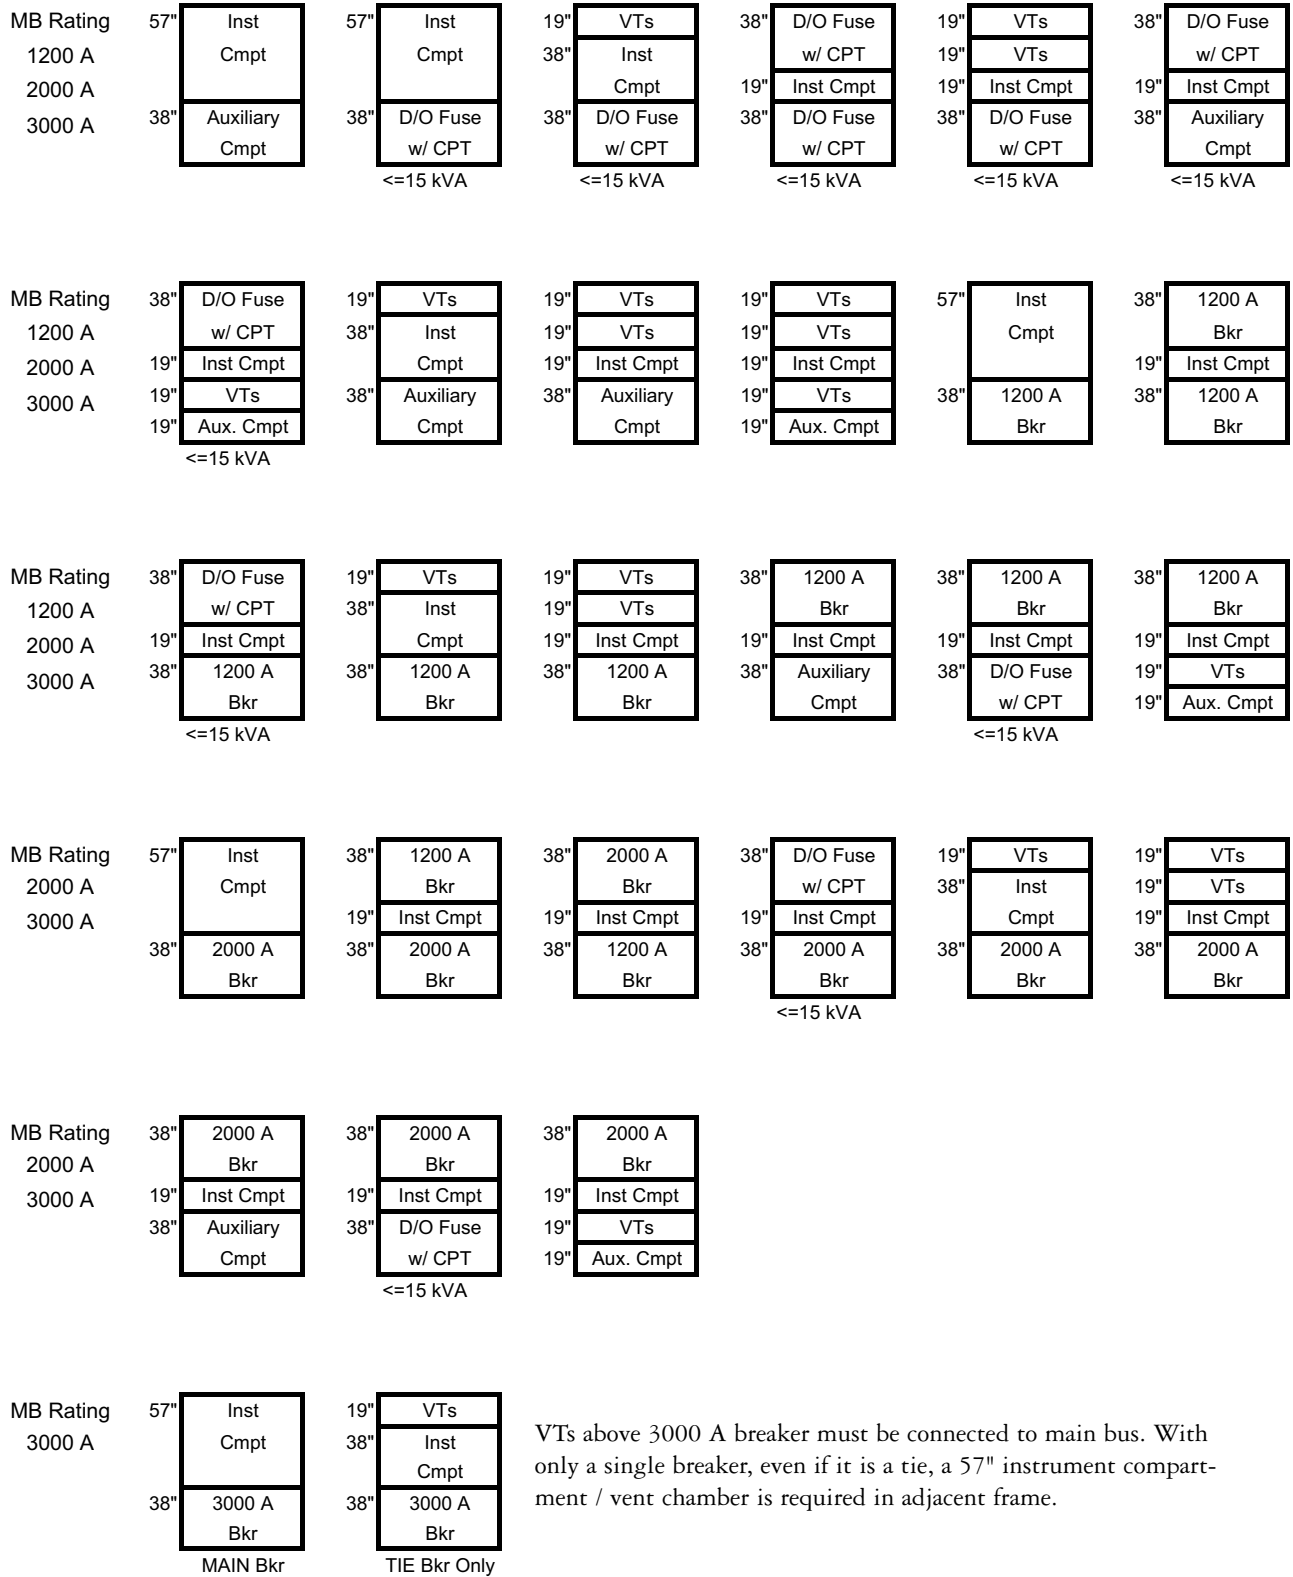 MB Rating 57" Inst 57" Inst 19" VTs 38" D/O Fuse 19" VTs 38" D/O Fuse
1200 A Cmpt Cmpt 38" Inst w/ CPT 19" VTs w/ CPT
2000 A Cmpt 19" Inst Cmpt 19" Inst Cmpt 19" Inst Cmpt
3000 A 38" Auxiliary 38" D/O Fuse 38" D/O Fuse 38" D/O Fuse 38" D/O Fuse 38" Auxiliary
Cmpt w/ CPT w/ CPT w/ CPT w/ CPT Cmpt
<=15 kVA <=15 kVA <=15 kVA <=15 kVA <=15 kVA
MB Rating 38" D/O Fuse 19" VTs 19" VTs 19" VTs 57" Inst 38" 1200 A
1200 A w/ CPT 38" Inst 19" VTs 19" VTs Cmpt Bkr
2000 A 19" Inst Cmpt Cmpt 19" Inst Cmpt 19" Inst Cmpt 19" Inst Cmpt
3000 A 19" VTs 38" Auxiliary 38" Auxiliary 19" VTs 38" 1200 A 38" 1200 A
19" Aux. Cmpt Cmpt Cmpt 19" Aux. Cmpt Bkr Bkr
<=15 kVA
MB Rating 38" D/O Fuse 19" VTs 19" VTs 38" 1200 A 38" 1200 A 38" 1200 A
1200 A w/ CPT 38" Inst 19" VTs Bkr Bkr Bkr
2000 A 19" Inst Cmpt Cmpt 19" Inst Cmpt 19" Inst Cmpt 19" Inst Cmpt 19" Inst Cmpt
3000 A 38" 1200 A 38" 1200 A 38" 1200 A 38" Auxiliary 38" D/O Fuse 19" VTs
Bkr Bkr Bkr Cmpt w/ CPT 19" Aux. Cmpt
<=15 kVA <=15 kVA
MB Rating 57" Inst 38" 1200 A 38" 2000 A 38" D/O Fuse 19" VTs 19" VTs
2000 A Cmpt Bkr Bkr w/ CPT 38" Inst 19" VTs
3000 A 19" Inst Cmpt 19" Inst Cmpt 19" Inst Cmpt Cmpt 19" Inst Cmpt
38" 2000 A 38" 2000 A 38" 1200 A 38" 2000 A 38" 2000 A 38" 2000 A
Bkr Bkr Bkr Bkr Bkr Bkr
<=15 kVA
MB Rating 38" 2000 A 38" 2000 A 38" 2000 A
2000 A Bkr Bkr Bkr
3000 A 19" Inst Cmpt 19" Inst Cmpt 19" Inst Cmpt
38" Auxiliary 38" D/O Fuse 19" VTs
Cmpt w/ CPT 19" Aux. Cmpt
<=15 kVA
MB Rating 57" Inst 19" VTs
3000 A Cmpt 38" Inst
Cmpt
38" 3000 A 38" 3000 A
Bkr Bkr
MAIN Bkr TIE Bkr Only
VTs above 3000 A breaker must be connected to main bus. With
only a single breaker, even if it is a tie, a 57" instrument compart-
ment / vent chamber is required in adjacent frame.